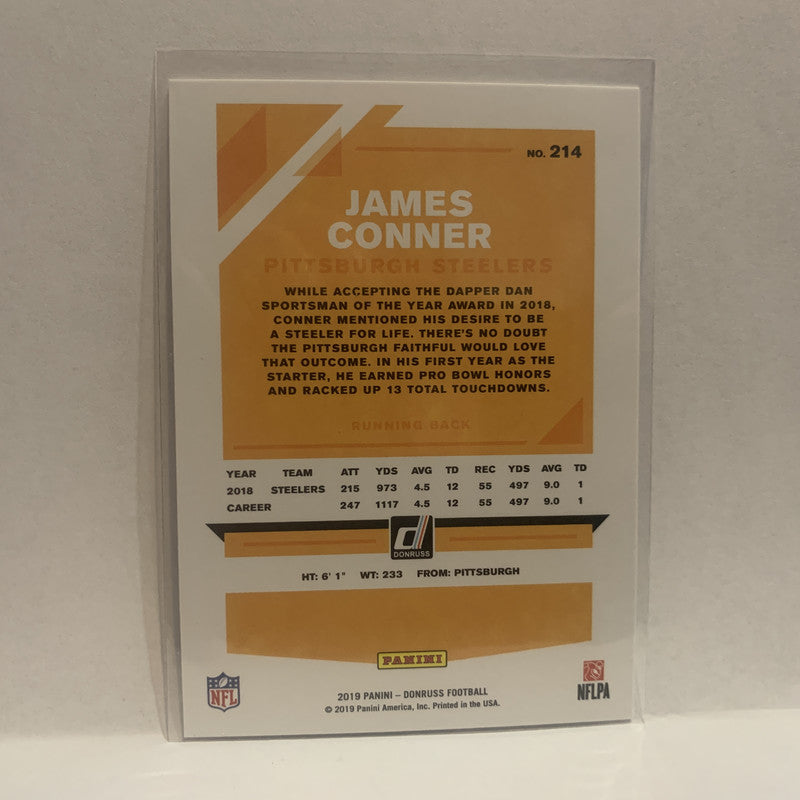 NO. 214
JAMES
CONNER
PITTSBURGH STEELERS
WHILE ACCEPTING THE DAPPER DAN
SPORTSMAN OF THE YEAR AWARD IN 2018,
CONNER MENTIONED HIS DESIRE TO BE
A STEELER FOR LIFE. THERE'S NO DOUBT
THE PITTSBURGH FAITHFUL WOULD LOVE
THAT OUTCOME. IN HIS FIRST YEAR AS THE
STARTER, HE EARNED PRO BOWL HONORS
AND RACKED UP 13 TOTAL TOUCHDOWNS.
RUNNING BACK
YEAR TEAM ATT YDS AVG TD REC YDS AVG TD
2018 STEELERS 215 973 4.5 12 55 497 9.0 1
CAREER 247 1117 4.5 12 55 497 9.0 1
d
DONRUSS
HT: 6' 1" WT: 233 FROM: PITTSBURGH
PANINI
NFL
2019 PANINI – DONRUSS FOOTBALL
© 2019 Panini America, Inc. Printed in the USA.
NFLPA